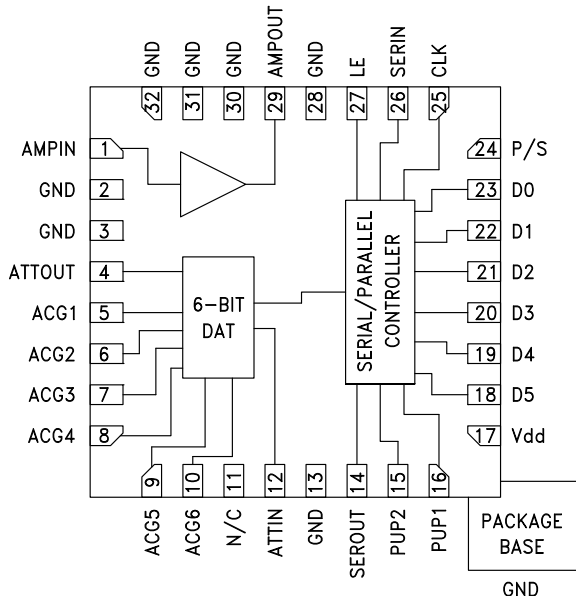 GND
GND
GND
AMPOUT
GND
LE
SERIN
CLK
32
31
30
29
28
27
26
25
AMPIN 1
GND 2
GND 3
ATTOUT 4
ACG1 5
ACG2 6
ACG3 7
ACG4 8
6-BIT
DAT
SERIAL/PARALLEL
CONTROLLER
24 P/S
23 D0
22 D1
21 D2
20 D3
19 D4
18 D5
17 Vdd
9
10
11
12
13
14
15
16
ACG5
ACG6
N/C
ATTIN
GND
SEROUT
PUP2
PUP1
PACKAGE
BASE
GND